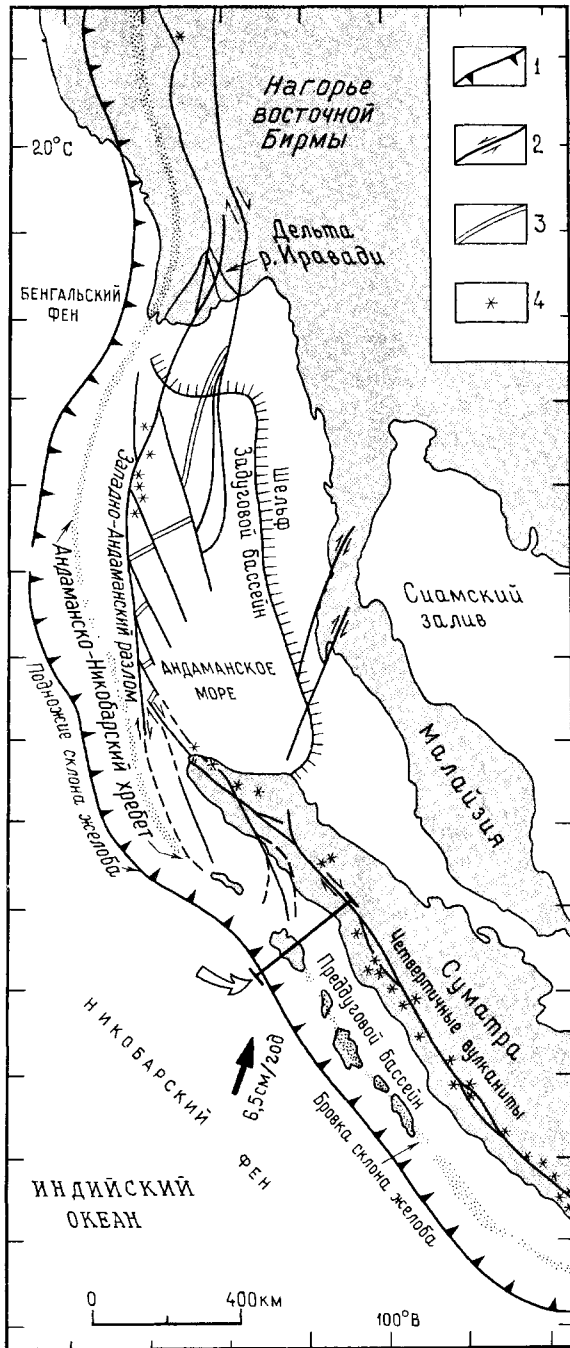 Нагорье
восточной
Бирмы
1
2
3
4
20°С
Дельта
р. Иравади
БЕНГАЛЬСКИЙ
ФЕН
Шельф
Задуговой бассейн
Западно-Андаманский разлом
Андаманско-Никобарский хребет
Подножие склона желоба
АНДАМАНСКОЕ
МОРЕ
Сиамский
залив
Малайзия
Суматра
Четвертичные вулканиты
Преддуговой бассейн
Бровка склона желоба
6,5см/год
НИКОБАРСКИЙ
ФЕН
ИНДИЙСКИЙ
ОКЕАН
0 400км
100°В